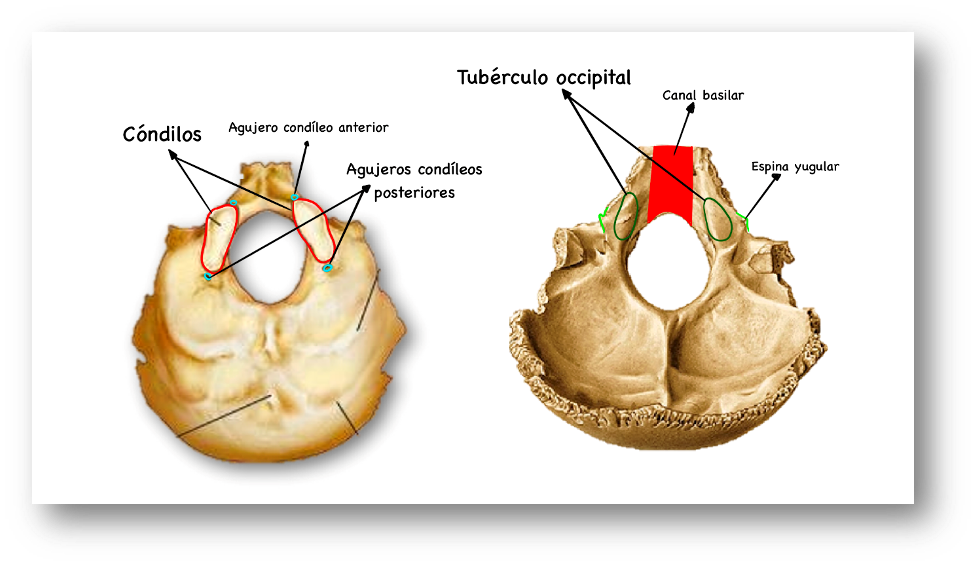 Tubérculo occipital
Canal basilar
Cóndilos
Agujero condíleo anterior
Agujeros condíleos
posteriores
Espina yugular